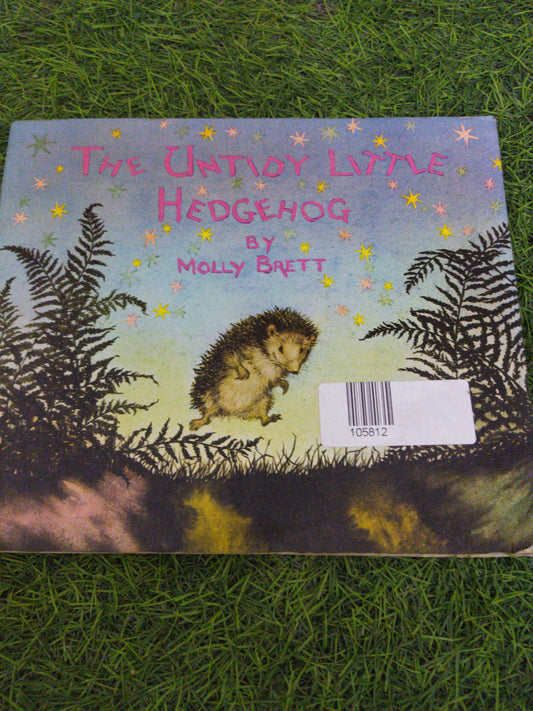 THE UNTIDY LITTLE
HEDGEHOG
BY
MOLLY BRETT
105812